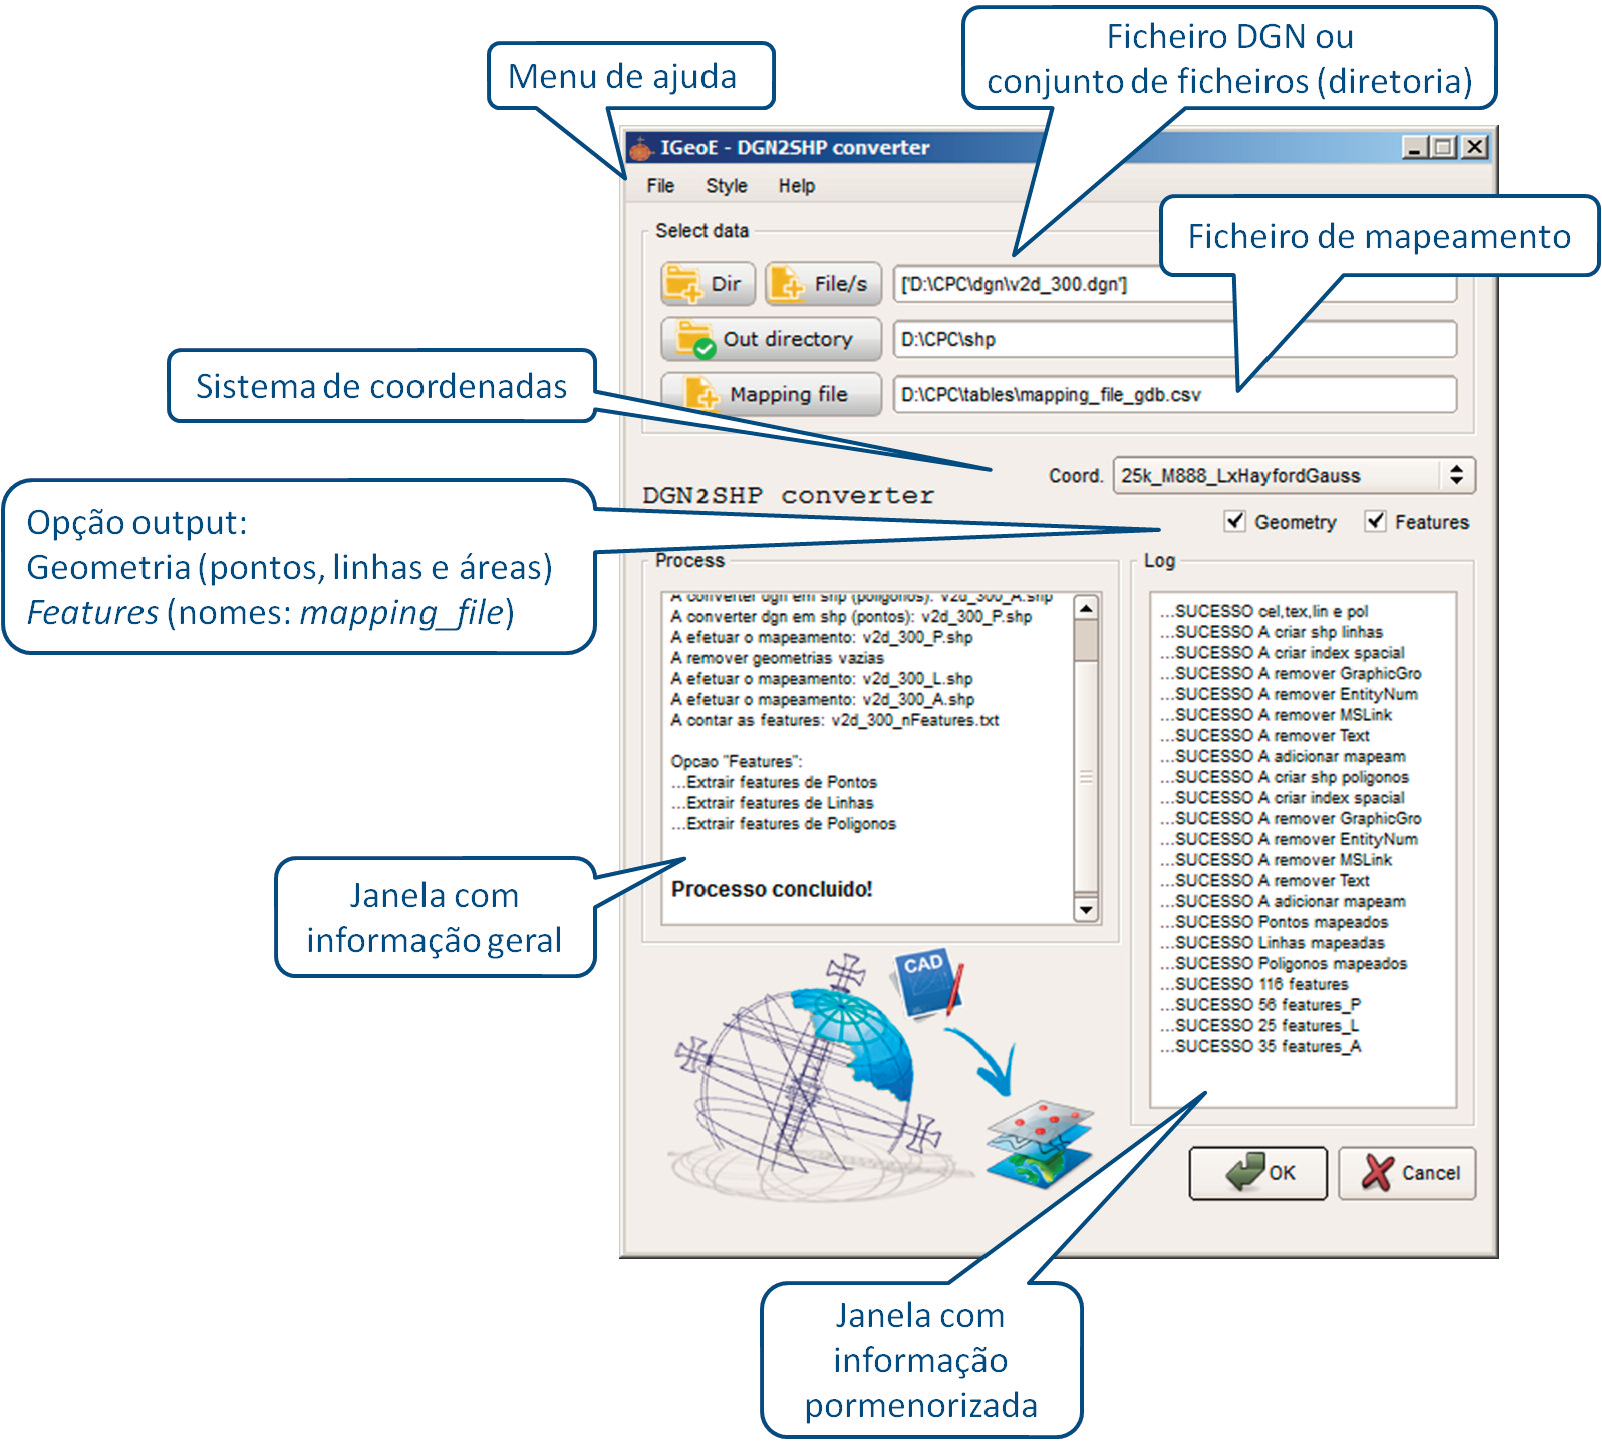 Ficheiro DGN ou
conjunto de ficheiros (diretoria)
Menu de ajuda
IGeoE - DGN2SHP converter
File Style Help
Ficheiro de mapeamento
Select data
Dir File/s ['D:\CPC\dgn\v2d_300.dgn']
Out directory D:\CPC\shp
Mapping file D:\CPC\tables\mapping_file_gdb.csv
Sistema de coordenadas
Coord. 25k_M888_LxHayfordGauss
DGN2SHP converter
Geometry Features
Opção output:
Geometria (pontos, linhas e áreas)
Features (nomes: mapping_file)
Process
A converter dgn em shp (poligonos): v2d_300_A.shp
A converter dgn em shp (pontos): v2d_300_P.shp
A efetuar o mapeamento: v2d_300_P.shp
A remover geometrias vazias
A efetuar o mapeamento: v2d_300_L.shp
A efetuar o mapeamento: v2d_300_A.shp
A contar as features: v2d_300_nFeatures.txt
Opcao "Features":
...Extrair features de Pontos
...Extrair features de Linhas
...Extrair features de Poligonos
Processo concluido!
Janela com
informação geral
Log
...SUCESSO cel,tex,lin e pol
...SUCESSO A criar shp linhas
...SUCESSO A criar index spacial
...SUCESSO A remover GraphicGro
...SUCESSO A remover EntityNum
...SUCESSO A remover MSLink
...SUCESSO A remover Text
...SUCESSO A adicionar mapeam
...SUCESSO A criar shp poligonos
...SUCESSO A criar index spacial
...SUCESSO A remover GraphicGro
...SUCESSO A remover EntityNum
...SUCESSO A remover MSLink
...SUCESSO A remover Text
...SUCESSO A adicionar mapeam
...SUCESSO Pontos mapeados
...SUCESSO Linhas mapeadas
...SUCESSO Poligonos mapeados
...SUCESSO 116 features
...SUCESSO 56 features_P
...SUCESSO 25 features_L
...SUCESSO 35 features_A
CAD
OK Cancel
Janela com
informação
pormenorizada